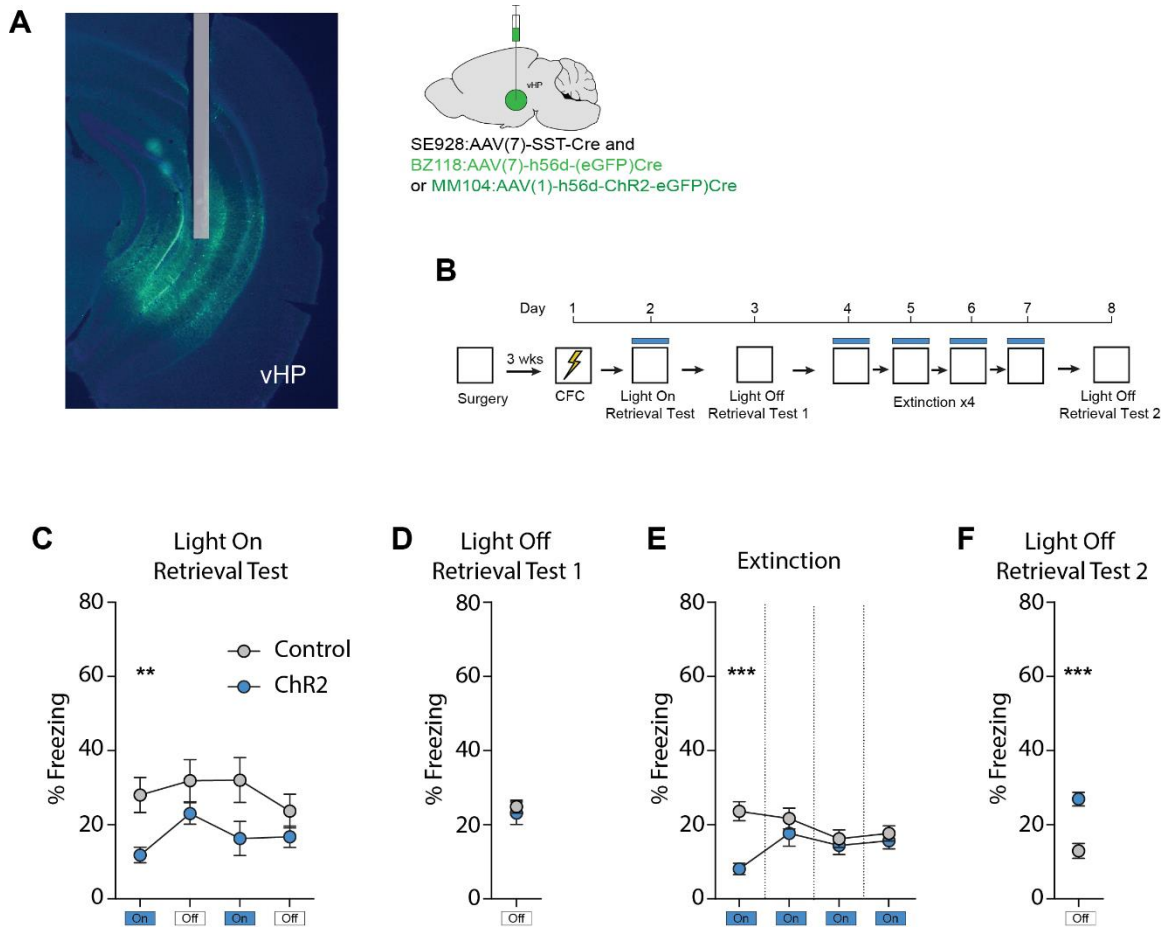 A
vHP
vHP
SE928:AAV(7)-SST-Cre and
BZ118:AAV(7)-h56d-(eGFP)Cre
or MM104:AAV(1)-h56d-ChR2-eGFP)Cre
B
Day 1 2 3 4 5 6 7 8
3 wks
Surgery
CFC
Light On
Retrieval Test
Light Off
Retrieval Test 1
Extinction x4
Light Off
Retrieval Test 2
C
Light On
Retrieval Test
% Freezing
80
60
40
20
0
**
Control
ChR2
On Off On Off
D
Light Off
Retrieval Test 1
% Freezing
80
60
40
20
0
Off
E
Extinction
% Freezing
80
60
40
20
0
***
On On On On
F
Light Off
Retrieval Test 2
% Freezing
80
60
40
20
0
***
Off